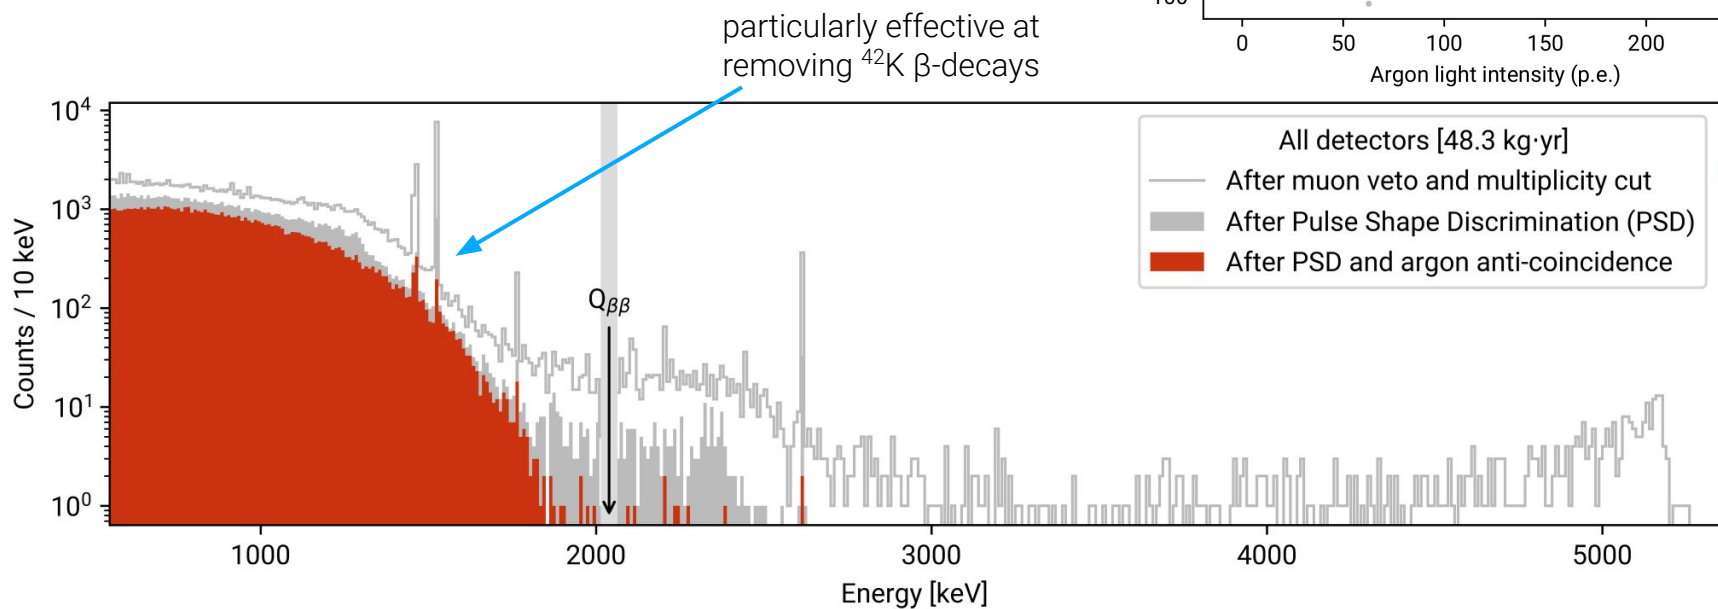 particularly effective at
removing ⁴²K β-decays
0 50 100 150 200
Argon light intensity (p.e.)
10⁴
10³
10²
10¹
10⁰
Counts / 10 keV
Qββ
All detectors [48.3 kg·yr]
After muon veto and multiplicity cut
After Pulse Shape Discrimination (PSD)
After PSD and argon anti-coincidence
1000 2000 3000 4000 5000
Energy [keV]